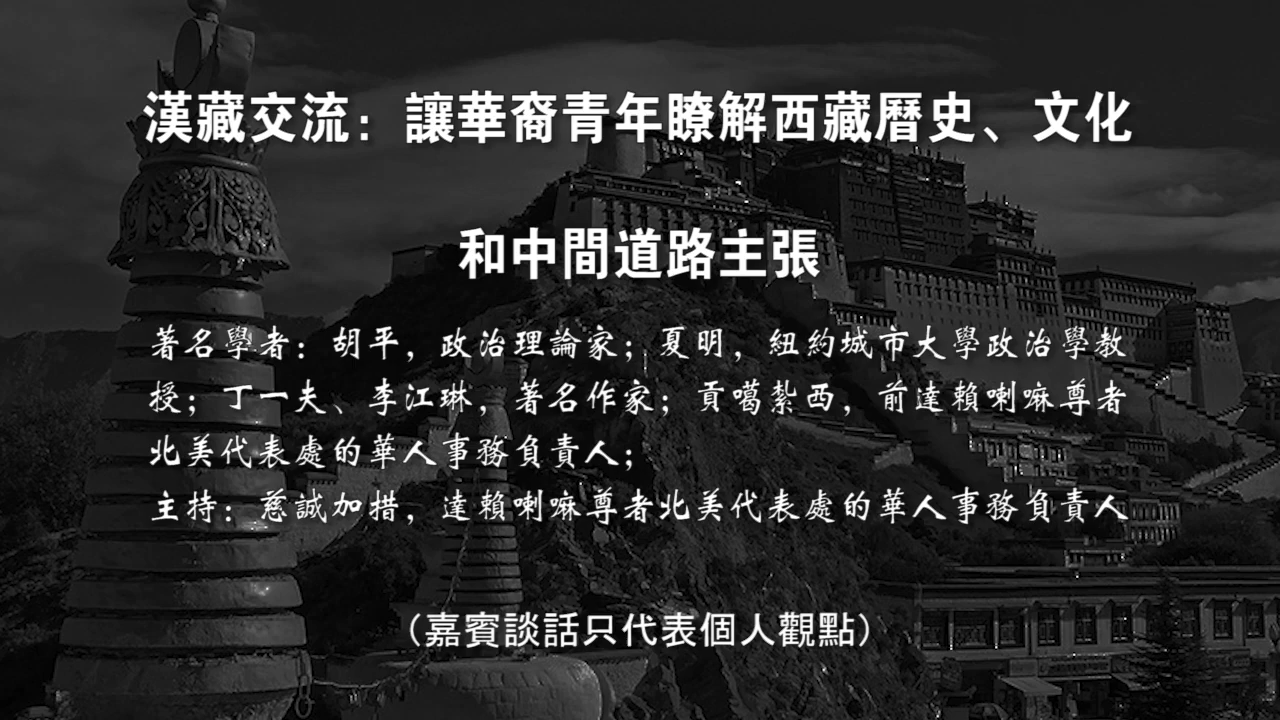 漢藏交流：讓華裔青年瞭解西藏曆史、文化
和中間道路主張
著名學者：胡平，政治理論家；夏明，紐約城市大學政治學教
授；丁一夫、李江琳，著名作家；貢噶紮西，前達賴喇嘛尊者
北美代表處的華人事務負責人；
主持：慈誠加措，達賴喇嘛尊者北美代表處的華人事務負責人
（嘉賓談話只代表個人觀點）